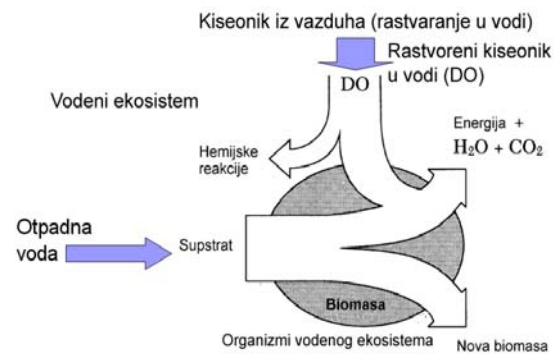 Kiseonik iz vazduha (rastvaranje u vodi)
Rastvoreni kiseonik
u vodi (DO)
DO
Vodeni ekosistem
Energija +
H₂O + CO₂
Hemijske
reakcije
Otpadna
voda
Supstrat
Biomasa
Organizmi vodenog ekosistema
Nova biomasa